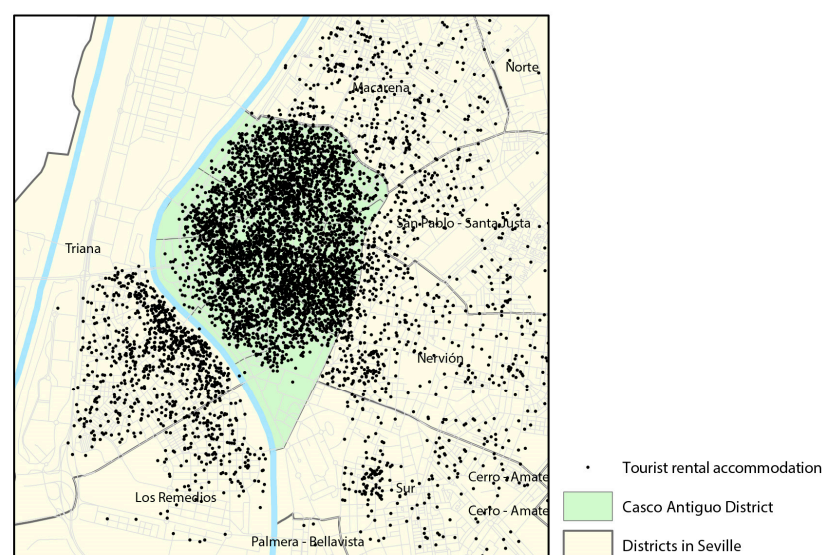 Norte
Macarena
San Pablo - Santa Justa
Triana
Nervión
Cerro - Amate
Sur
Los Remedios
Cerro - Amate
Palmera - Bellavista
Tourist rental accommodation
Casco Antiguo District
Districts in Seville